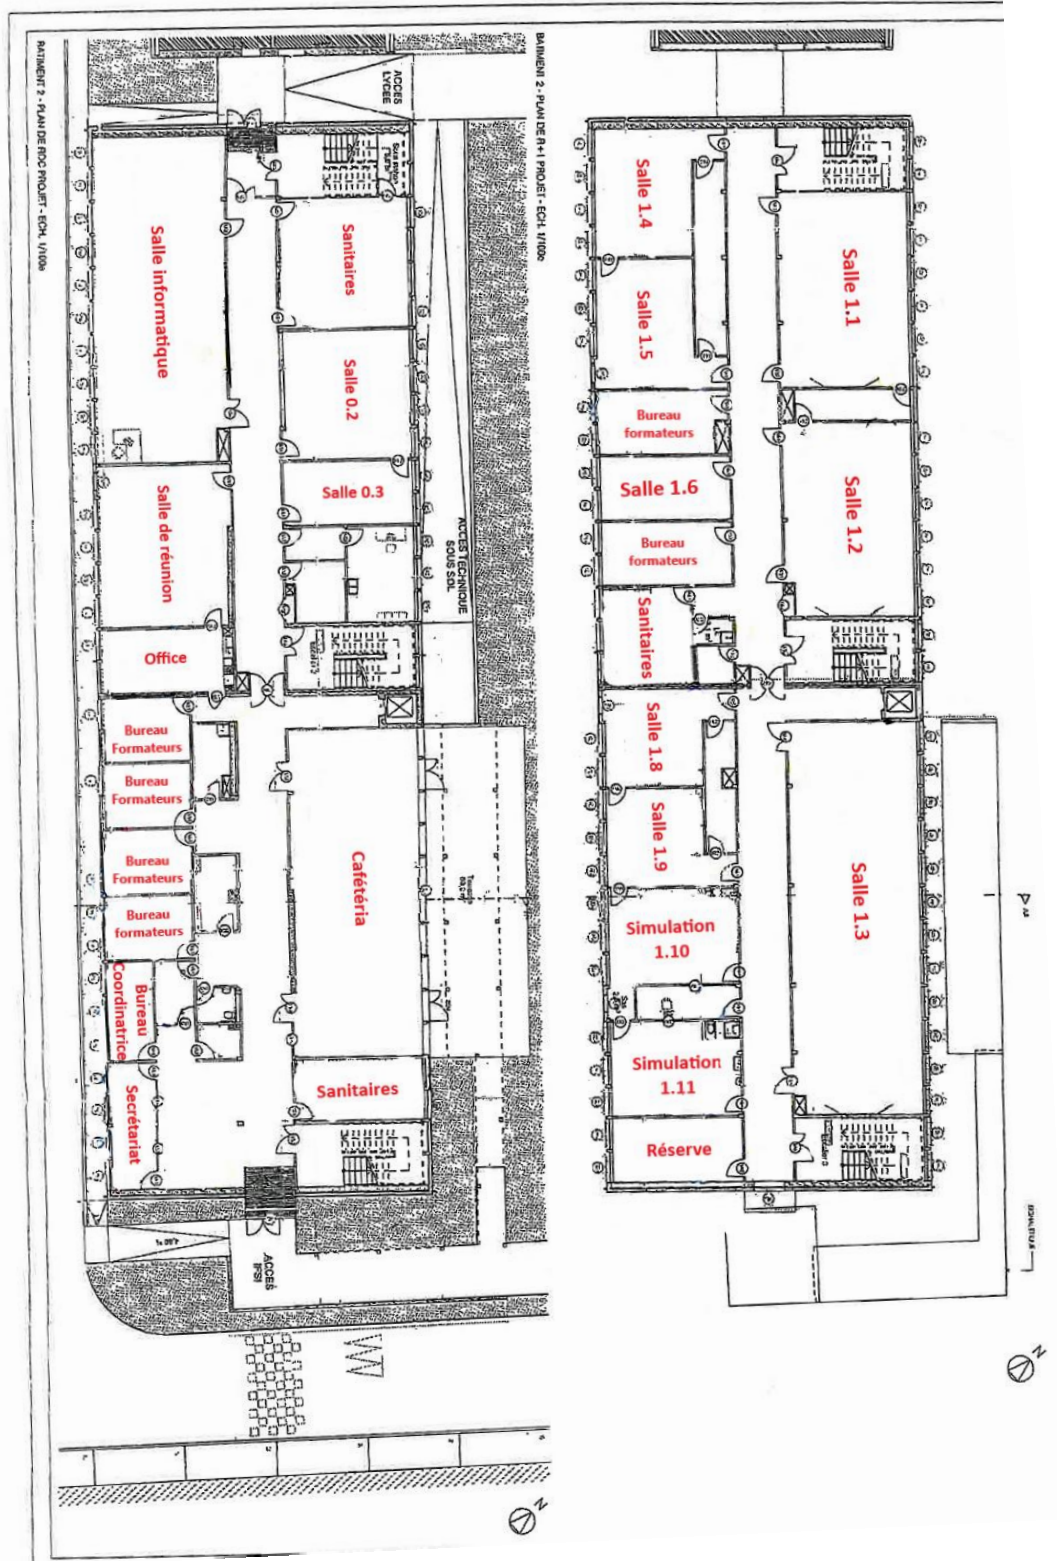 BATIMENT 2 - PLAN DE RDC PROJET - ECH. 1/100e
ACCES
LYCEE
Salle informatique
Sanitaires
Salle 0.2
Salle 0.3
Salle de réunion
ACCES TECHNIQUE
SOUS SOL
Office
Bureau
Formateurs
Bureau
Formateurs
Bureau
Formateurs
Bureau
formateurs
Caféteria
Bureau
Coordinatrice
Secrétariat
Sanitaires
ACCES
IFSI
N
BATIMENT 2 - PLAN DE R+1 PROJET - ECH. 1/100e
Salle 1.4
Salle 1.1
Salle 1.5
Bureau
formateurs
Salle 1.6
Salle 1.2
Bureau
formateurs
Sanitaires
Salle 1.8
Salle 1.9
Salle 1.3
Simulation
1.10
Simulation
1.11
Réserve
N